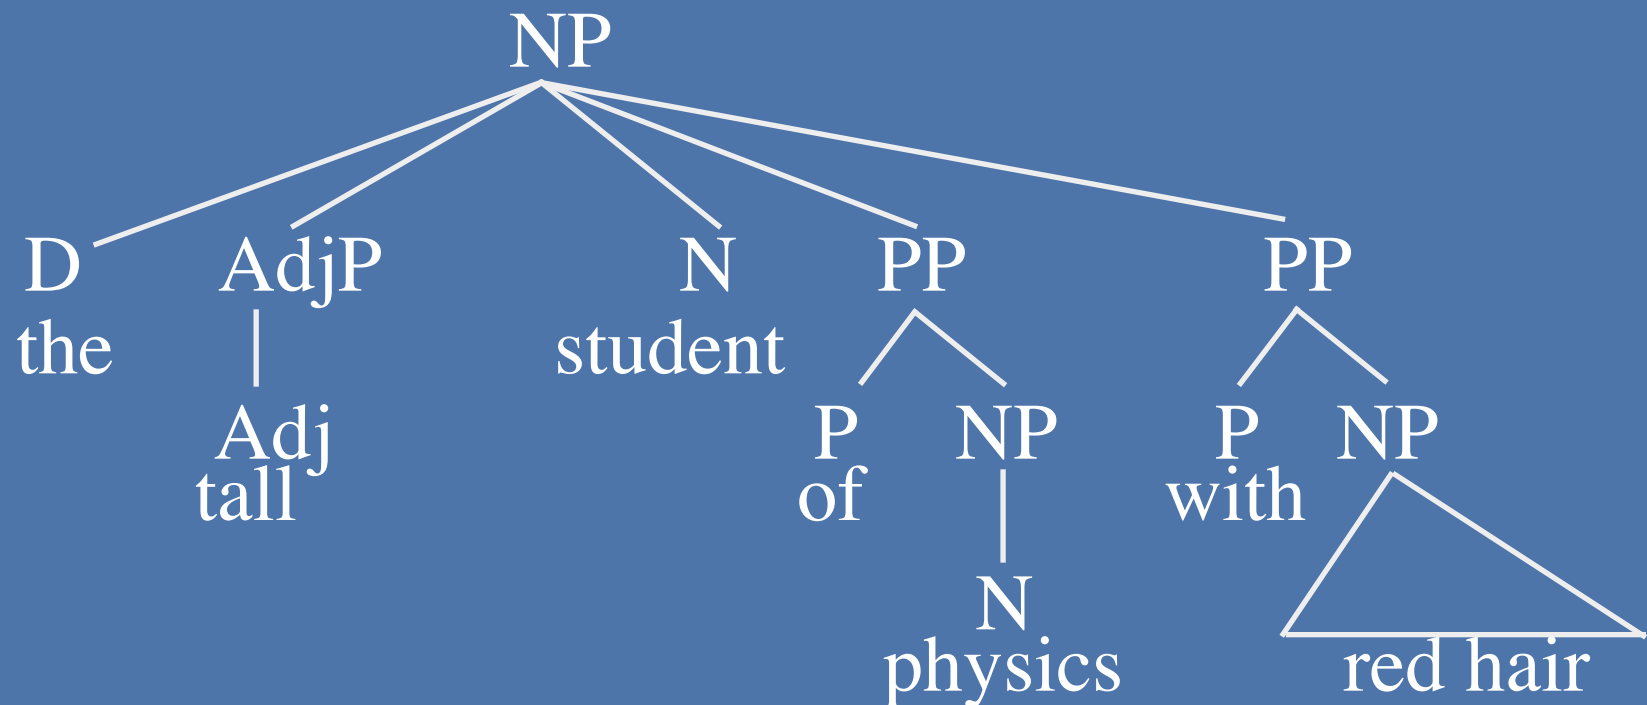 NP
D AdjP N PP PP
the student
Adj P NP P NP
tall of with
N
physics red hair